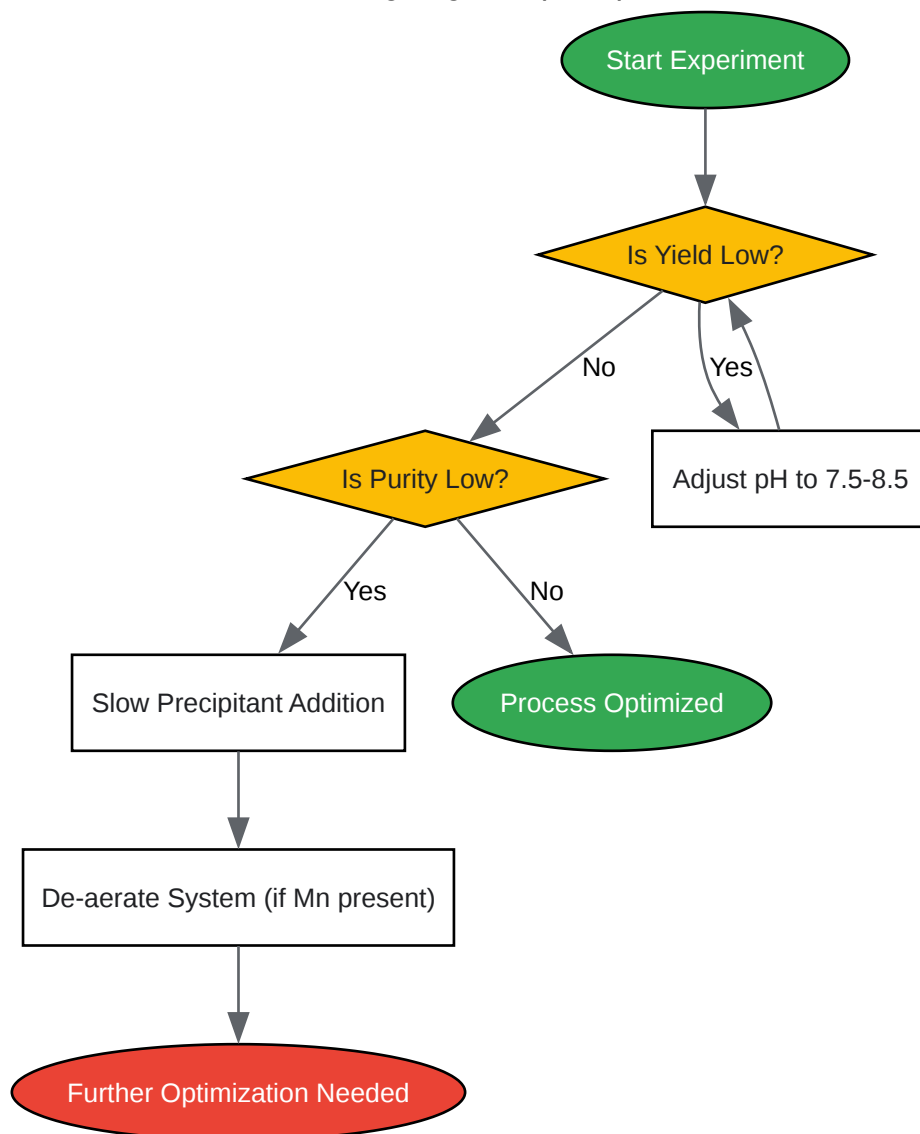 Start Experiment
Is Yield Low?
No
Yes
Is Purity Low?
Adjust pH to 7.5-8.5
Yes
No
Slow Precipitant Addition
Process Optimized
De-aerate System (if Mn present)
Further Optimization Needed